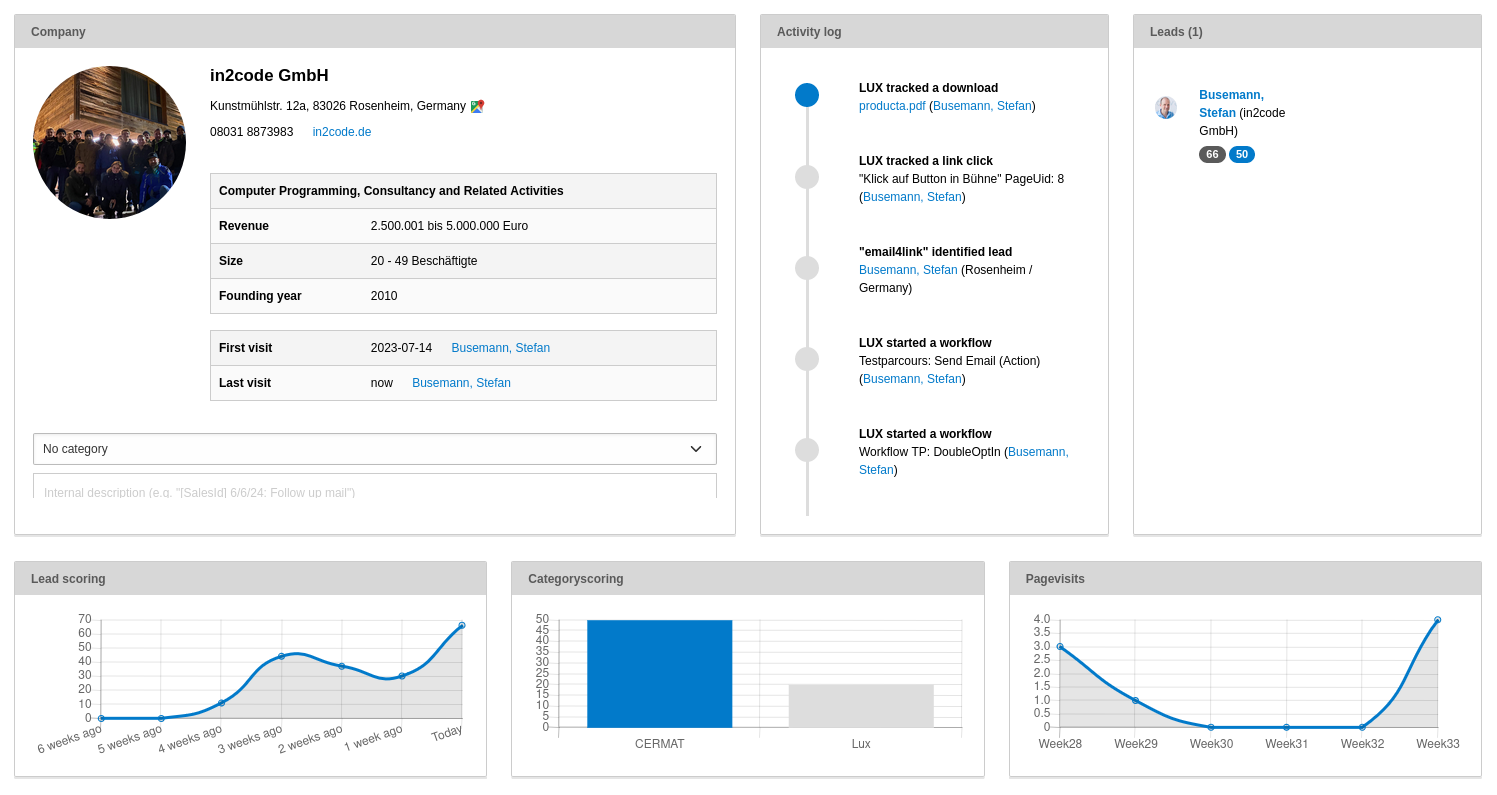 Company
in2code GmbH
Kunstmühlstr. 12a, 83026 Rosenheim, Germany
08031 8873983 in2code.de
Computer Programming, Consultancy and Related Activities
Revenue 2.500.001 bis 5.000.000 Euro
Size 20 - 49 Beschäftigte
Founding year 2010
First visit 2023-07-14 Busemann, Stefan
Last visit now Busemann, Stefan
No category
Internal description (e.g. "[SalesId] 6/6/24: Follow up mail")
Activity log
LUX tracked a download
producta.pdf (Busemann, Stefan)
LUX tracked a link click
"Klick auf Button in Bühne" PageUid: 8
(Busemann, Stefan)
"email4link" identified lead
Busemann, Stefan (Rosenheim /
Germany)
LUX started a workflow
Testparcours: Send Email (Action)
(Busemann, Stefan)
LUX started a workflow
Workflow TP: DoubleOptIn (Busemann,
Stefan)
Leads (1)
Busemann,
Stefan (in2code
GmbH)
66 50
Lead scoring
70
60
50
40
30
20
10
0
6 weeks ago 5 weeks ago 4 weeks ago 3 weeks ago 2 weeks ago 1 week ago Today
Categoryscoring
50
45
40
35
30
25
20
15
10
5
0
CERMAT Lux
Pagevisits
4.0
3.5
3.0
2.5
2.0
1.5
1.0
0.5
0
Week28 Week29 Week30 Week31 Week32 Week33